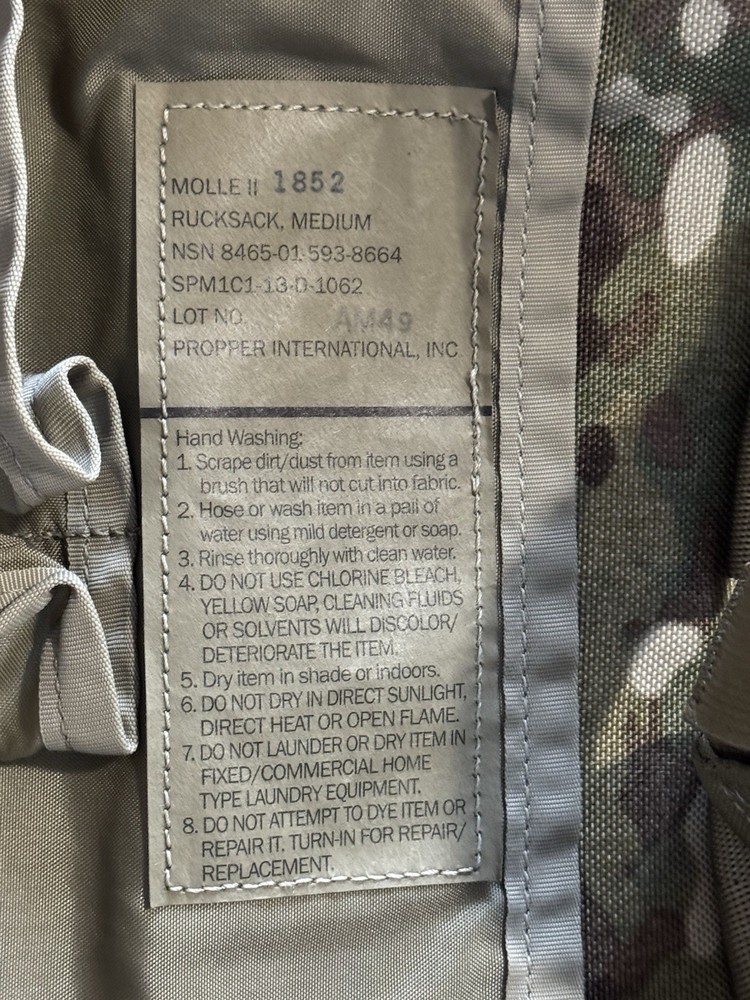 MOLLE II 1852
RUCKSACK, MEDIUM
NSN 8465-01-593-8664
SPM1C1-13-D-1062
LOT NO. AM49
PROPPER INTERNATIONAL, INC
Hand Washing:
1. Scrape dirt/dust from item using a
brush that will not cut into fabric.
2. Hose or wash item in a pail of
water using mild detergent or soap.
3. Rinse thoroughly with clean water.
4. DO NOT USE CHLORINE BLEACH,
YELLOW SOAP, CLEANING FLUIDS
OR SOLVENTS WILL DISCOLOR/
DETERIORATE THE ITEM.
5. Dry item in shade or indoors.
6. DO NOT DRY IN DIRECT SUNLIGHT,
DIRECT HEAT OR OPEN FLAME.
7. DO NOT LAUNDER OR DRY ITEM IN
FIXED/COMMERCIAL HOME
TYPE LAUNDRY EQUIPMENT.
8. DO NOT ATTEMPT TO DYE ITEM OR
REPAIR IT. TURN-IN FOR REPAIR/
REPLACEMENT.